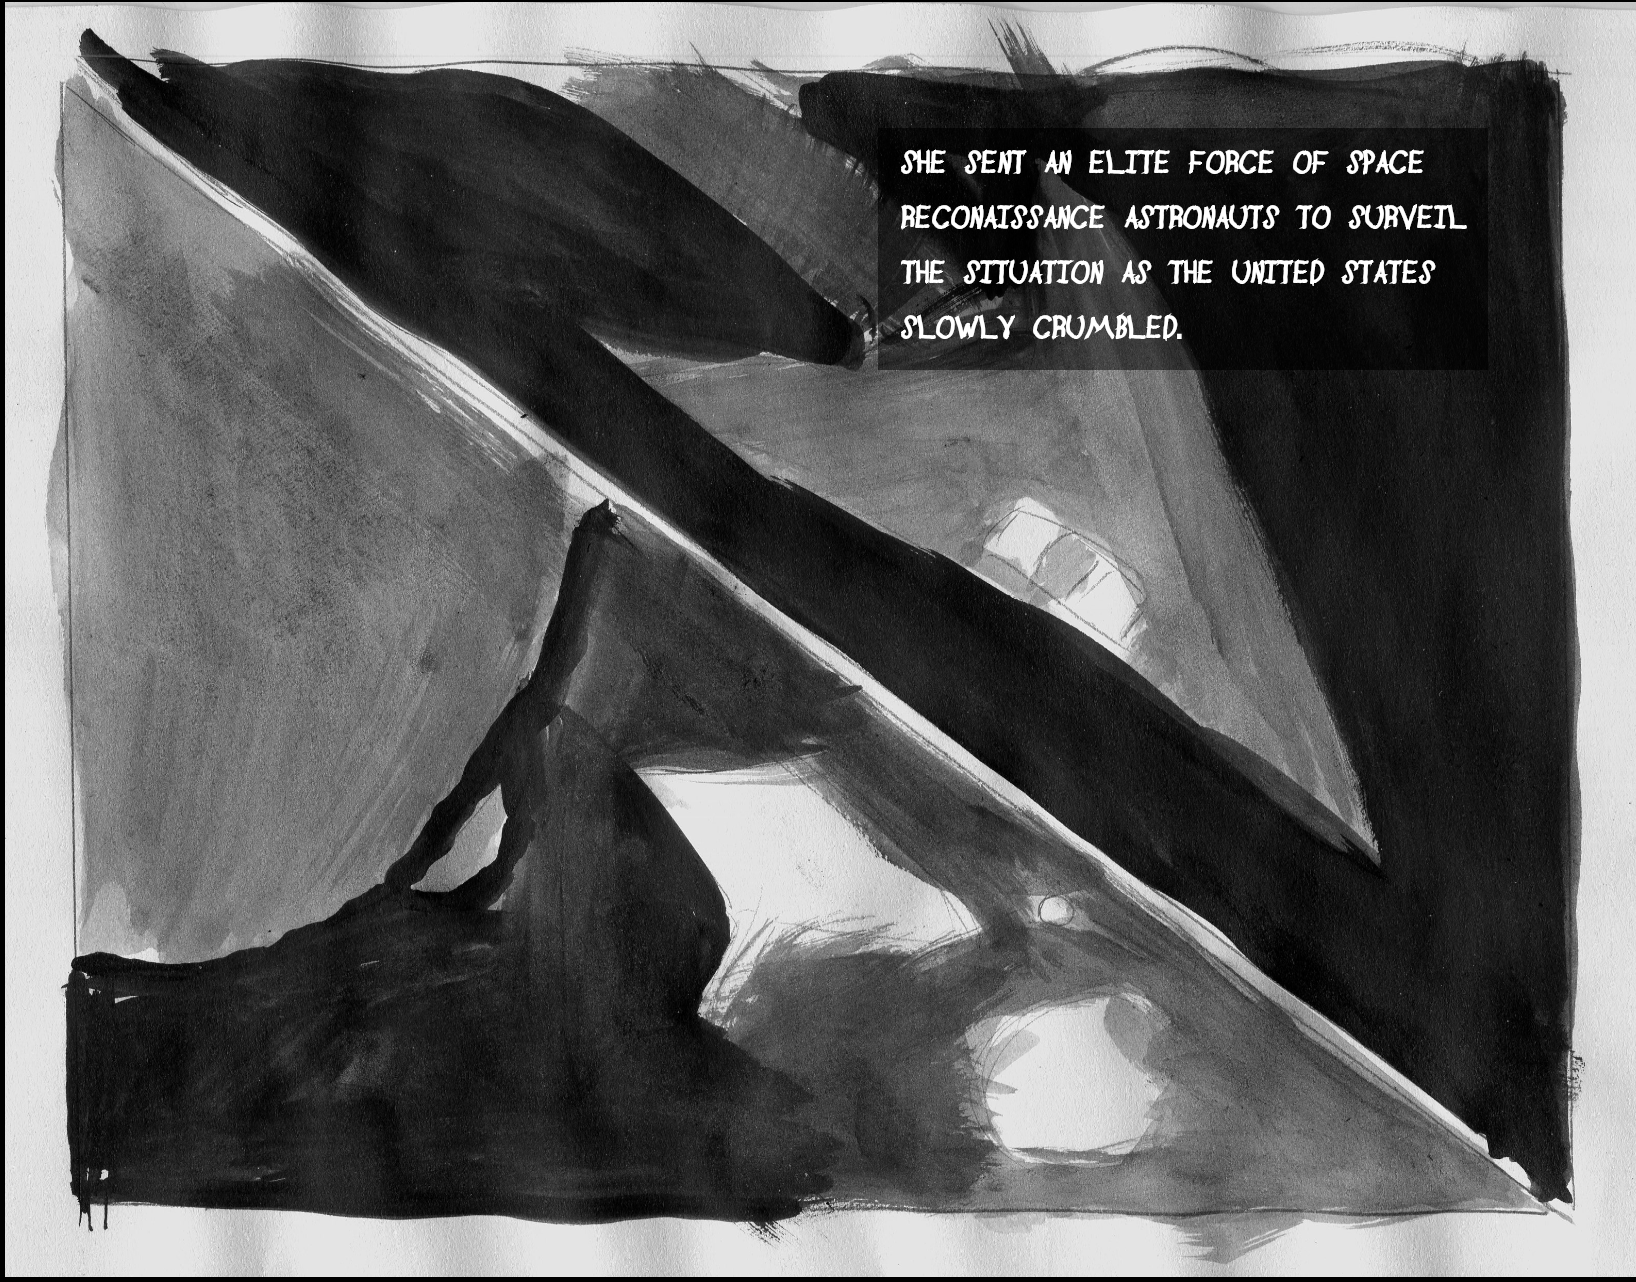 SHE SENT AN ELITE FORCE OF SPACE
RECONAISSANCE ASTRONAUTS TO SURVEIL
THE SITUATION AS THE UNITED STATES
SLOWLY CRUMBLED.